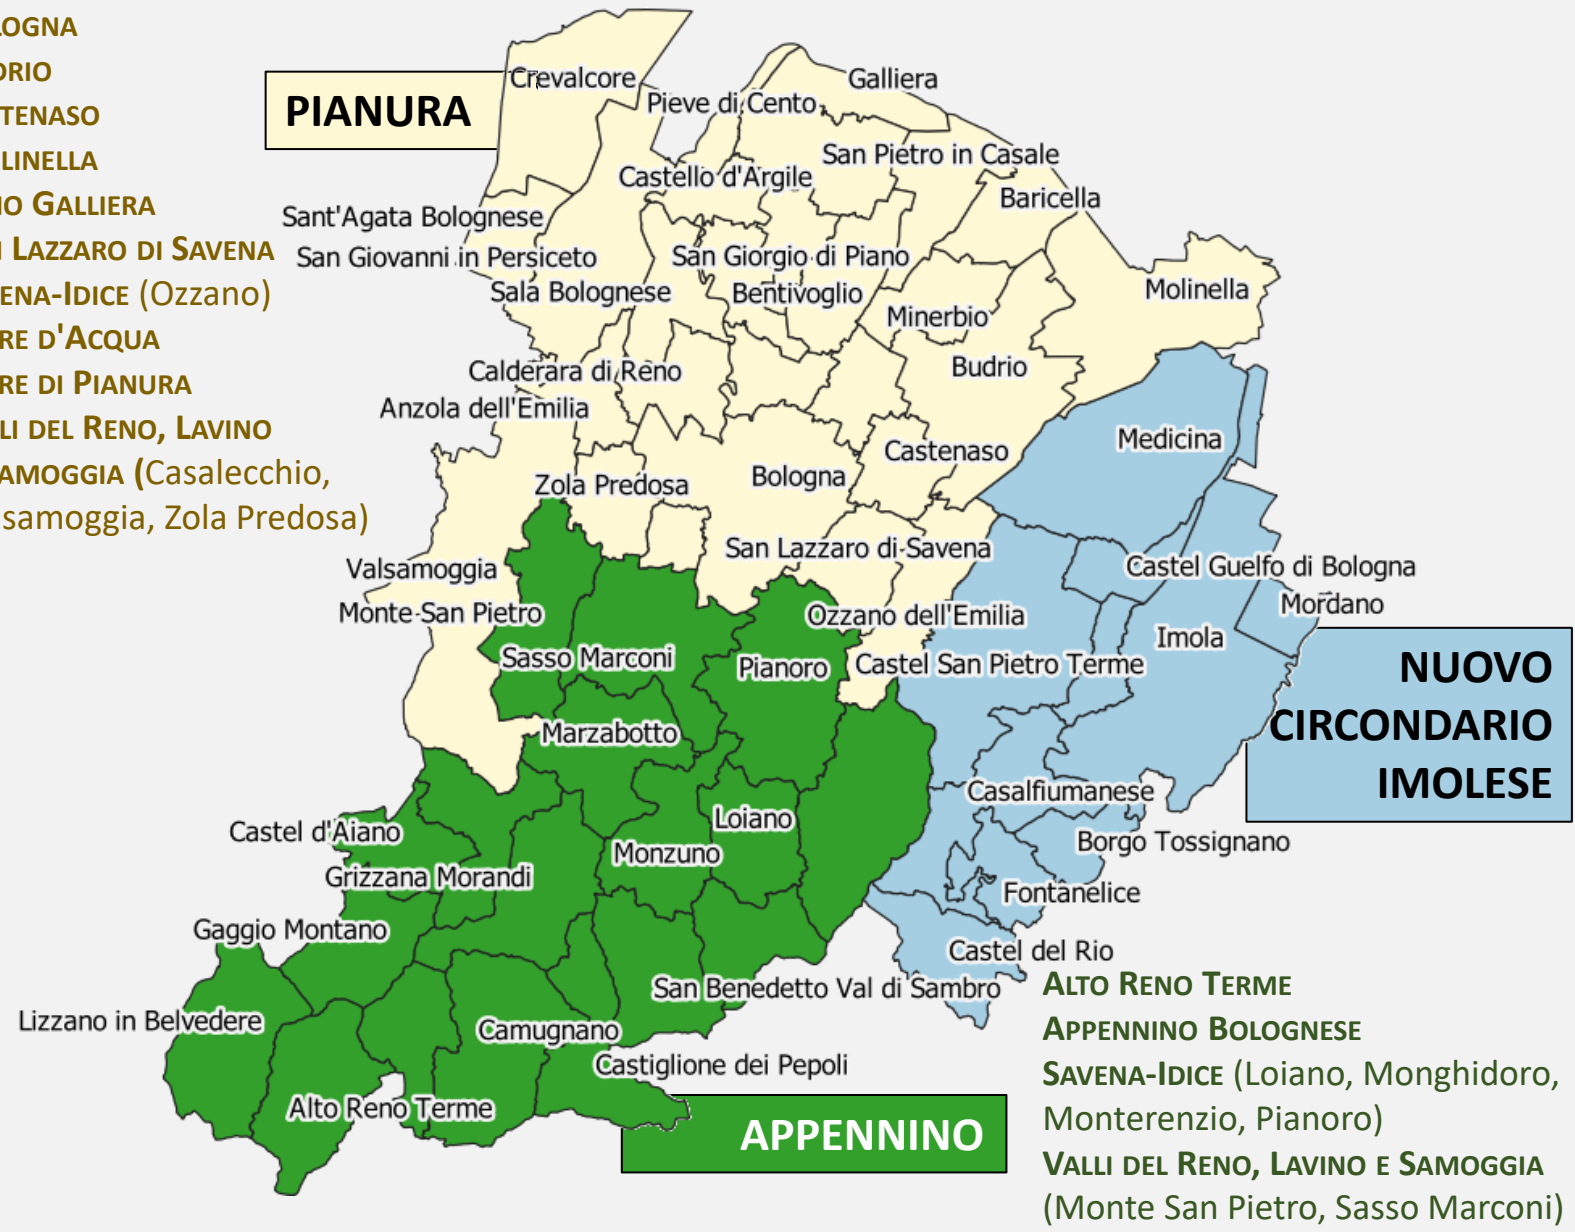 LOGNA
DRIO
TENASO
LINELLA
NO GALLIERA
N LAZZARO DI SAVENA
ENA-IDICE (Ozzano)
RE D'ACQUA
RE DI PIANURA
LI DEL RENO, LAVINO
SAMOGGIA (Casalecchio,
samoggia, Zola Predosa)
PIANURA
Crevalcore
Galliera
Pieve di Cento
San Pietro in Casale
Castello d'Argile
Baricella
Sant'Agata Bolognese
San Giovanni in Persiceto
San Giorgio di Piano
Sala Bolognese
Bentivoglio
Molinella
Minerbio
Calderara di Reno
Budrio
Anzola dell'Emilia
Medicina
Castenaso
Zola Predosa
Bologna
San Lazzaro di Savena
Valsamoggia
Castel Guelfo di Bologna
Monte San Pietro
Ozzano dell'Emilia
Mordano
Imola
Sasso Marconi
Pianoro
Castel San Pietro Terme
NUOVO
CIRCONDARIO
IMOLESE
Marzabotto
Casalfiumanese
Loiano
Castel d'Aiano
Borgo Tossignano
Monzuno
Grizzana Morandi
Fontanelice
Gaggio Montano
Castel del Rio
San Benedetto Val di Sambro
Lizzano in Belvedere
Camugnano
Castiglione dei Pepoli
Alto Reno Terme
APPENNINO
ALTO RENO TERME
APPENNINO BOLOGNESE
SAVENA-IDICE (Loiano, Monghidoro,
Monterenzio, Pianoro)
VALLI DEL RENO, LAVINO E SAMOGGIA
(Monte San Pietro, Sasso Marconi)